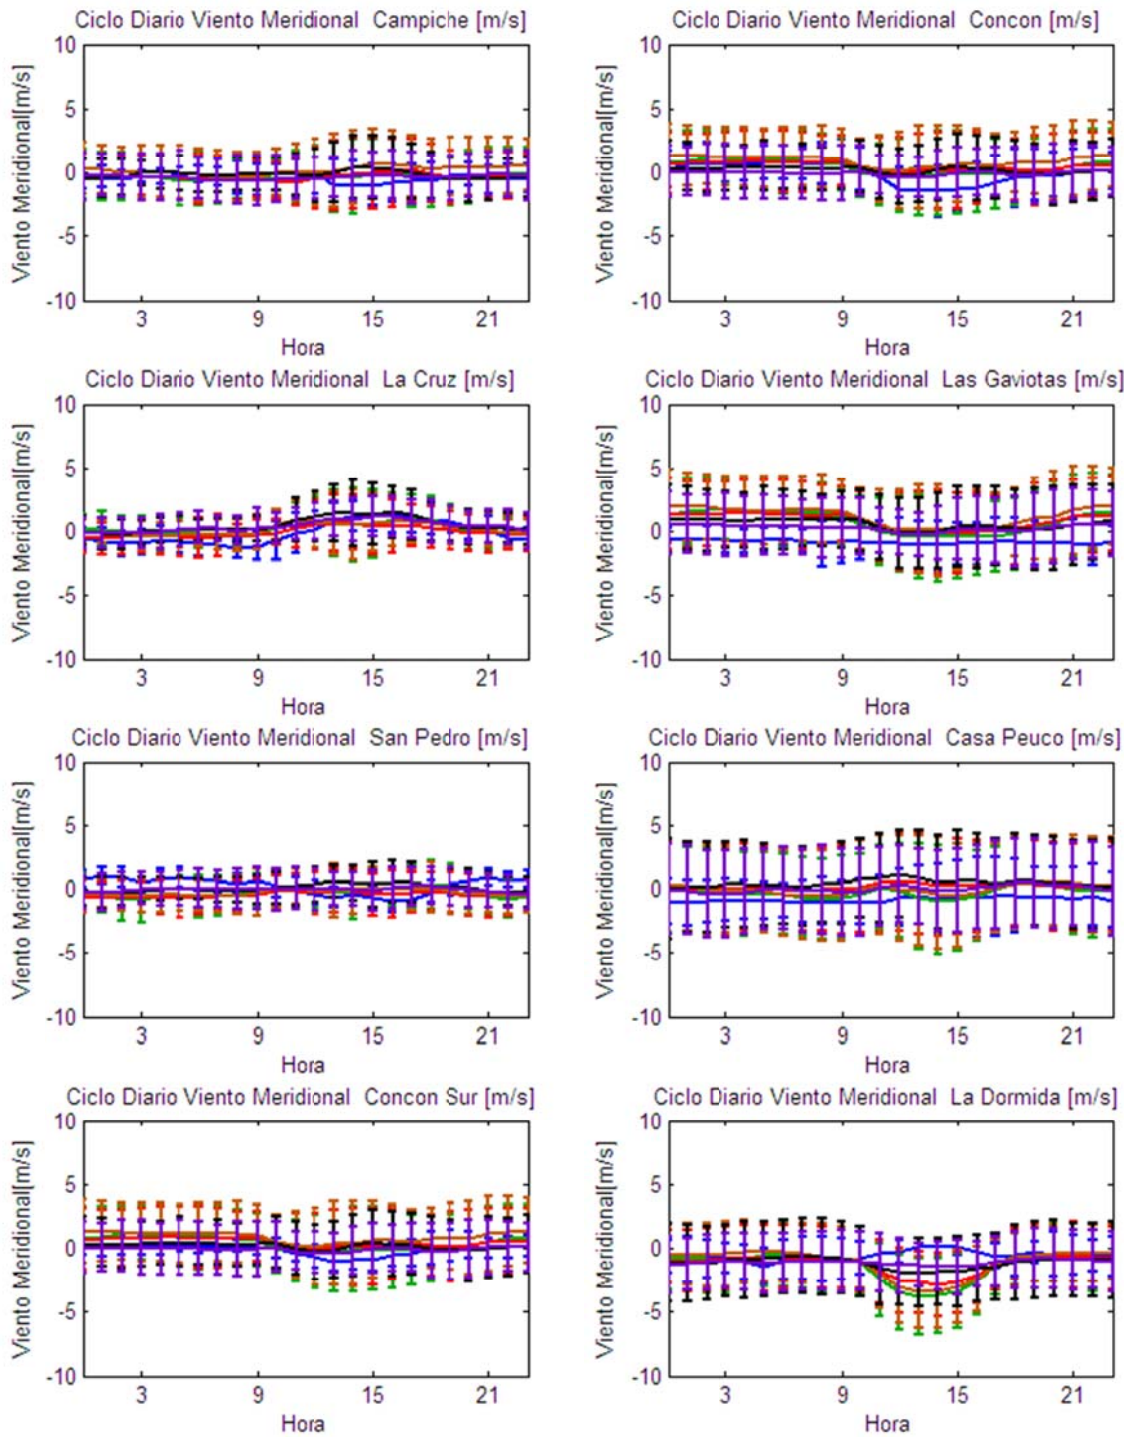 Ciclo Diario Viento Meridional Campiche [m/s]
10
5
0
-5
-10
Viento Meridional[m/s]
3 9 15 21
Hora
Ciclo Diario Viento Meridional Concon [m/s]
10
5
0
-5
-10
Viento Meridional[m/s]
3 9 15 21
Hora
Ciclo Diario Viento Meridional La Cruz [m/s]
10
5
0
-5
-10
Viento Meridional[m/s]
3 9 15 21
Hora
Ciclo Diario Viento Meridional Las Gaviotas [m/s]
10
5
0
-5
-10
Viento Meridional[m/s]
3 9 15 21
Hora
Ciclo Diario Viento Meridional San Pedro [m/s]
10
5
0
-5
-10
Viento Meridional[m/s]
3 9 15 21
Hora
Ciclo Diario Viento Meridional Casa Peuco [m/s]
10
5
0
-5
-10
Viento Meridional[m/s]
3 9 15 21
Hora
Ciclo Diario Viento Meridional Concon Sur [m/s]
10
5
0
-5
-10
Viento Meridional[m/s]
3 9 15 21
Hora
Ciclo Diario Viento Meridional La Dormida [m/s]
10
5
0
-5
-10
Viento Meridional[m/s]
3 9 15 21
Hora